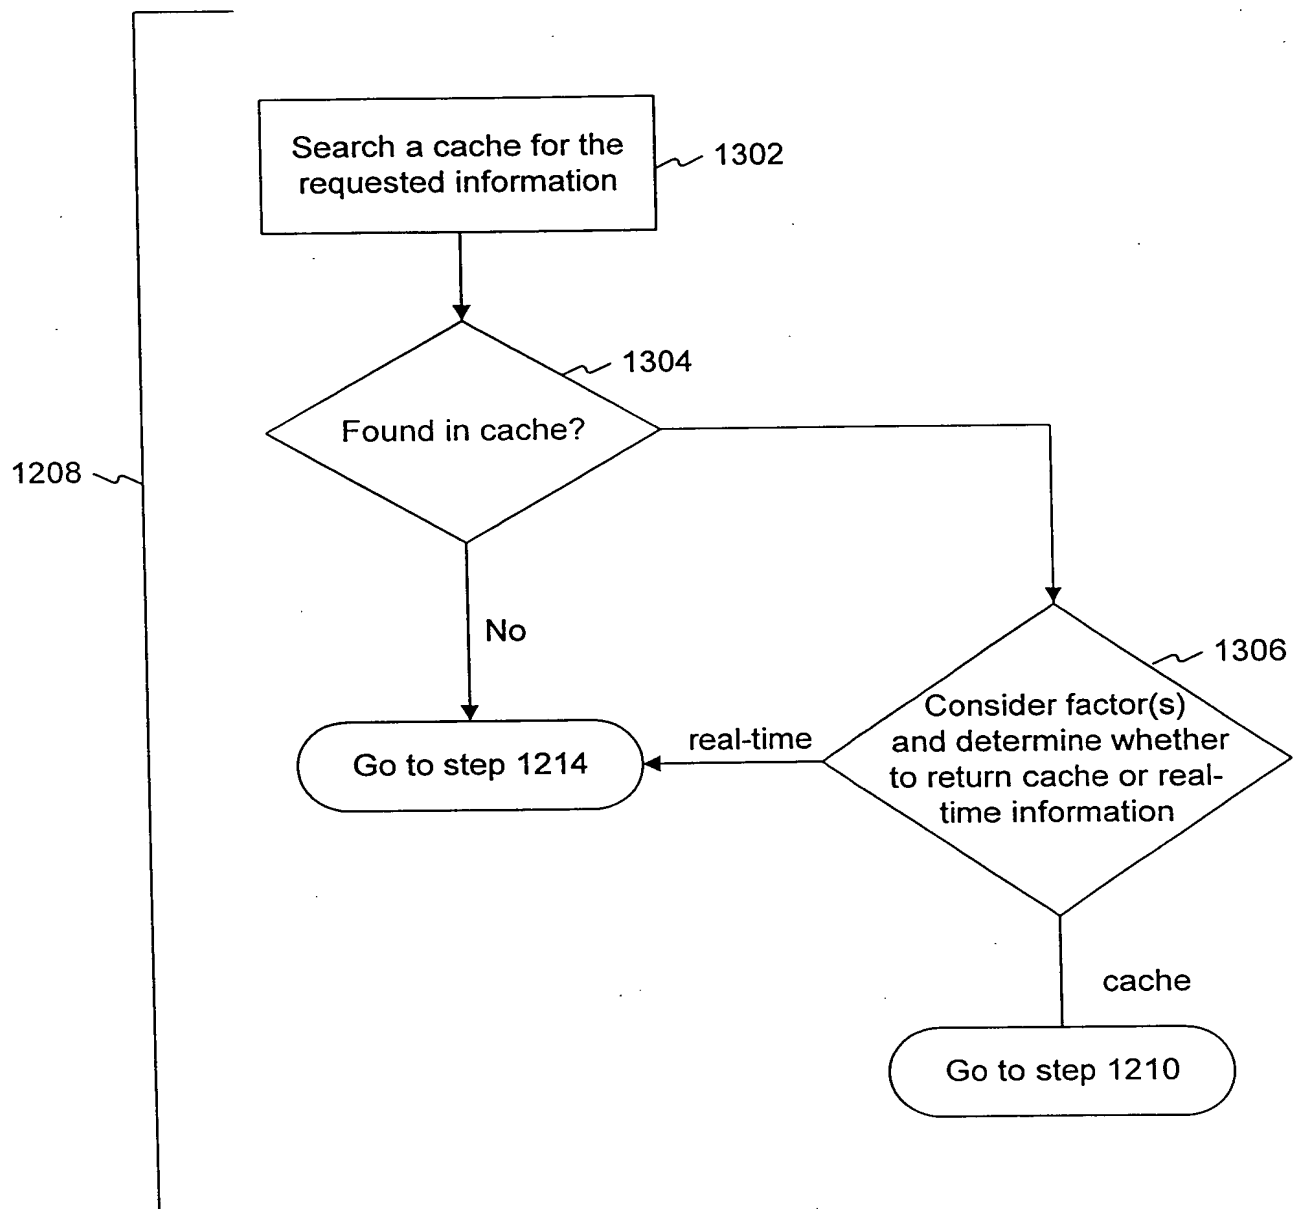 Search a cache for the
requested information
1302
1304
Found in cache?
1208
No
1306
Consider factor(s)
and determine whether
to return cache or real-
time information
real-time
Go to step 1214
cache
Go to step 1210